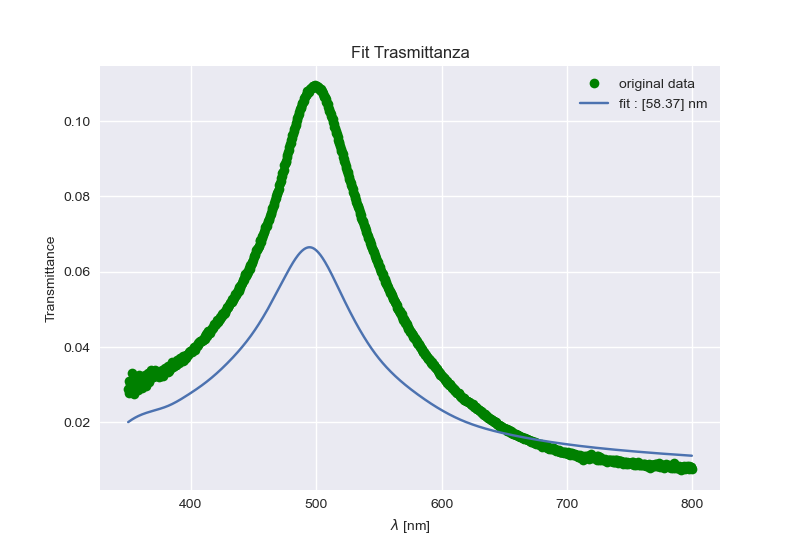 Fit Trasmittanza
original data
fit : [58.37] nm
Transmittance
0.10
0.08
0.06
0.04
0.02
400 500 600 700 800
λ [nm]